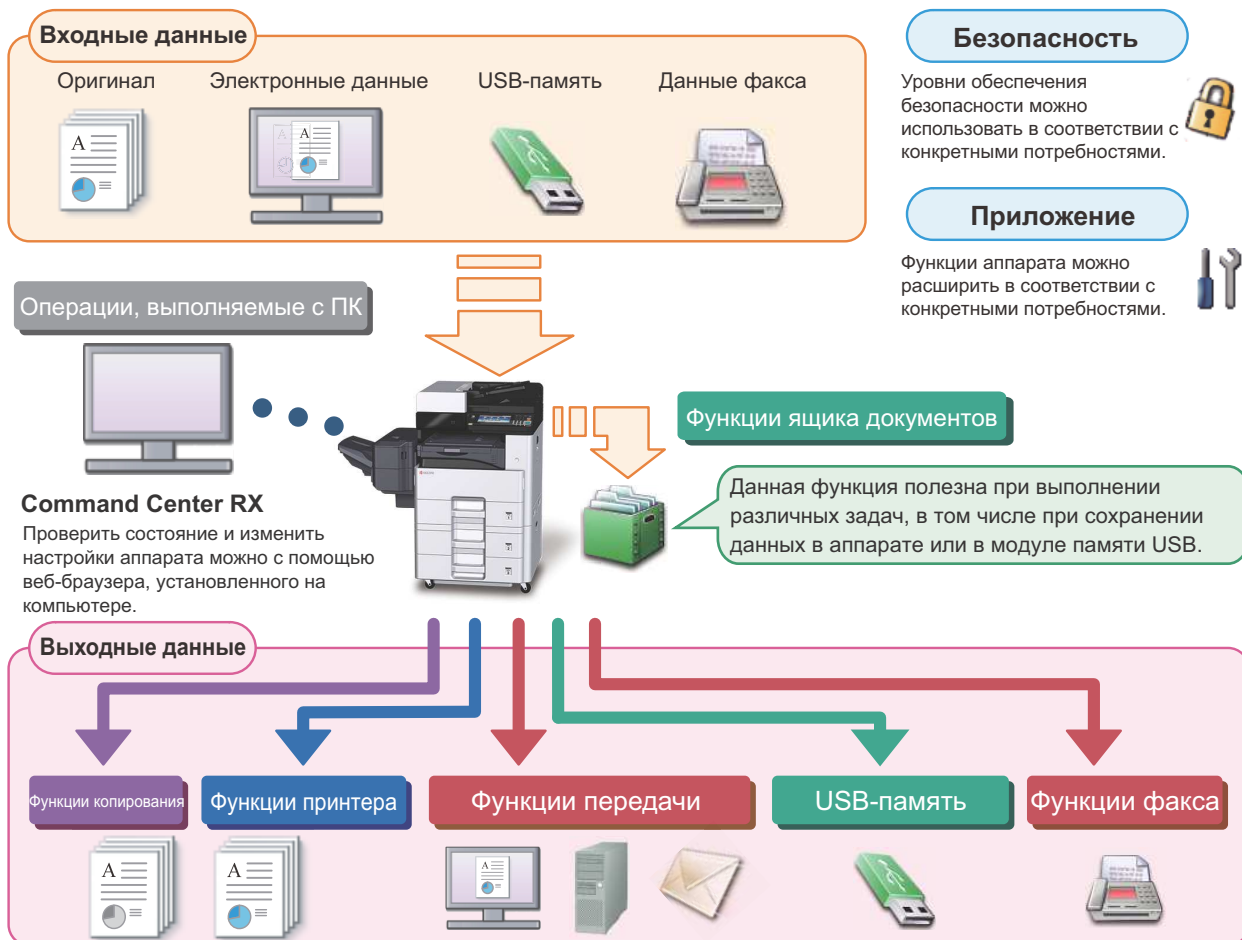 Входные данные
Оригинал
Электронные данные
USB-память
Данные факса
Безопасность
Уровни обеспечения
безопасности можно
использовать в соответствии с
конкретными потребностями.
Приложение
Функции аппарата можно
расширить в соответствии с
конкретными потребностями.
Операции, выполняемые с ПК
Command Center RX
Проверить состояние и изменить
настройки аппарата можно с помощью
веб-браузера, установленного на
компьютере.
Функции ящика документов
Данная функция полезна при выполнении
различных задач, в том числе при сохранении
данных в аппарате или в модуле памяти USB.
Выходные данные
Функции копирования
Функции принтера
Функции передачи
USB-память
Функции факса